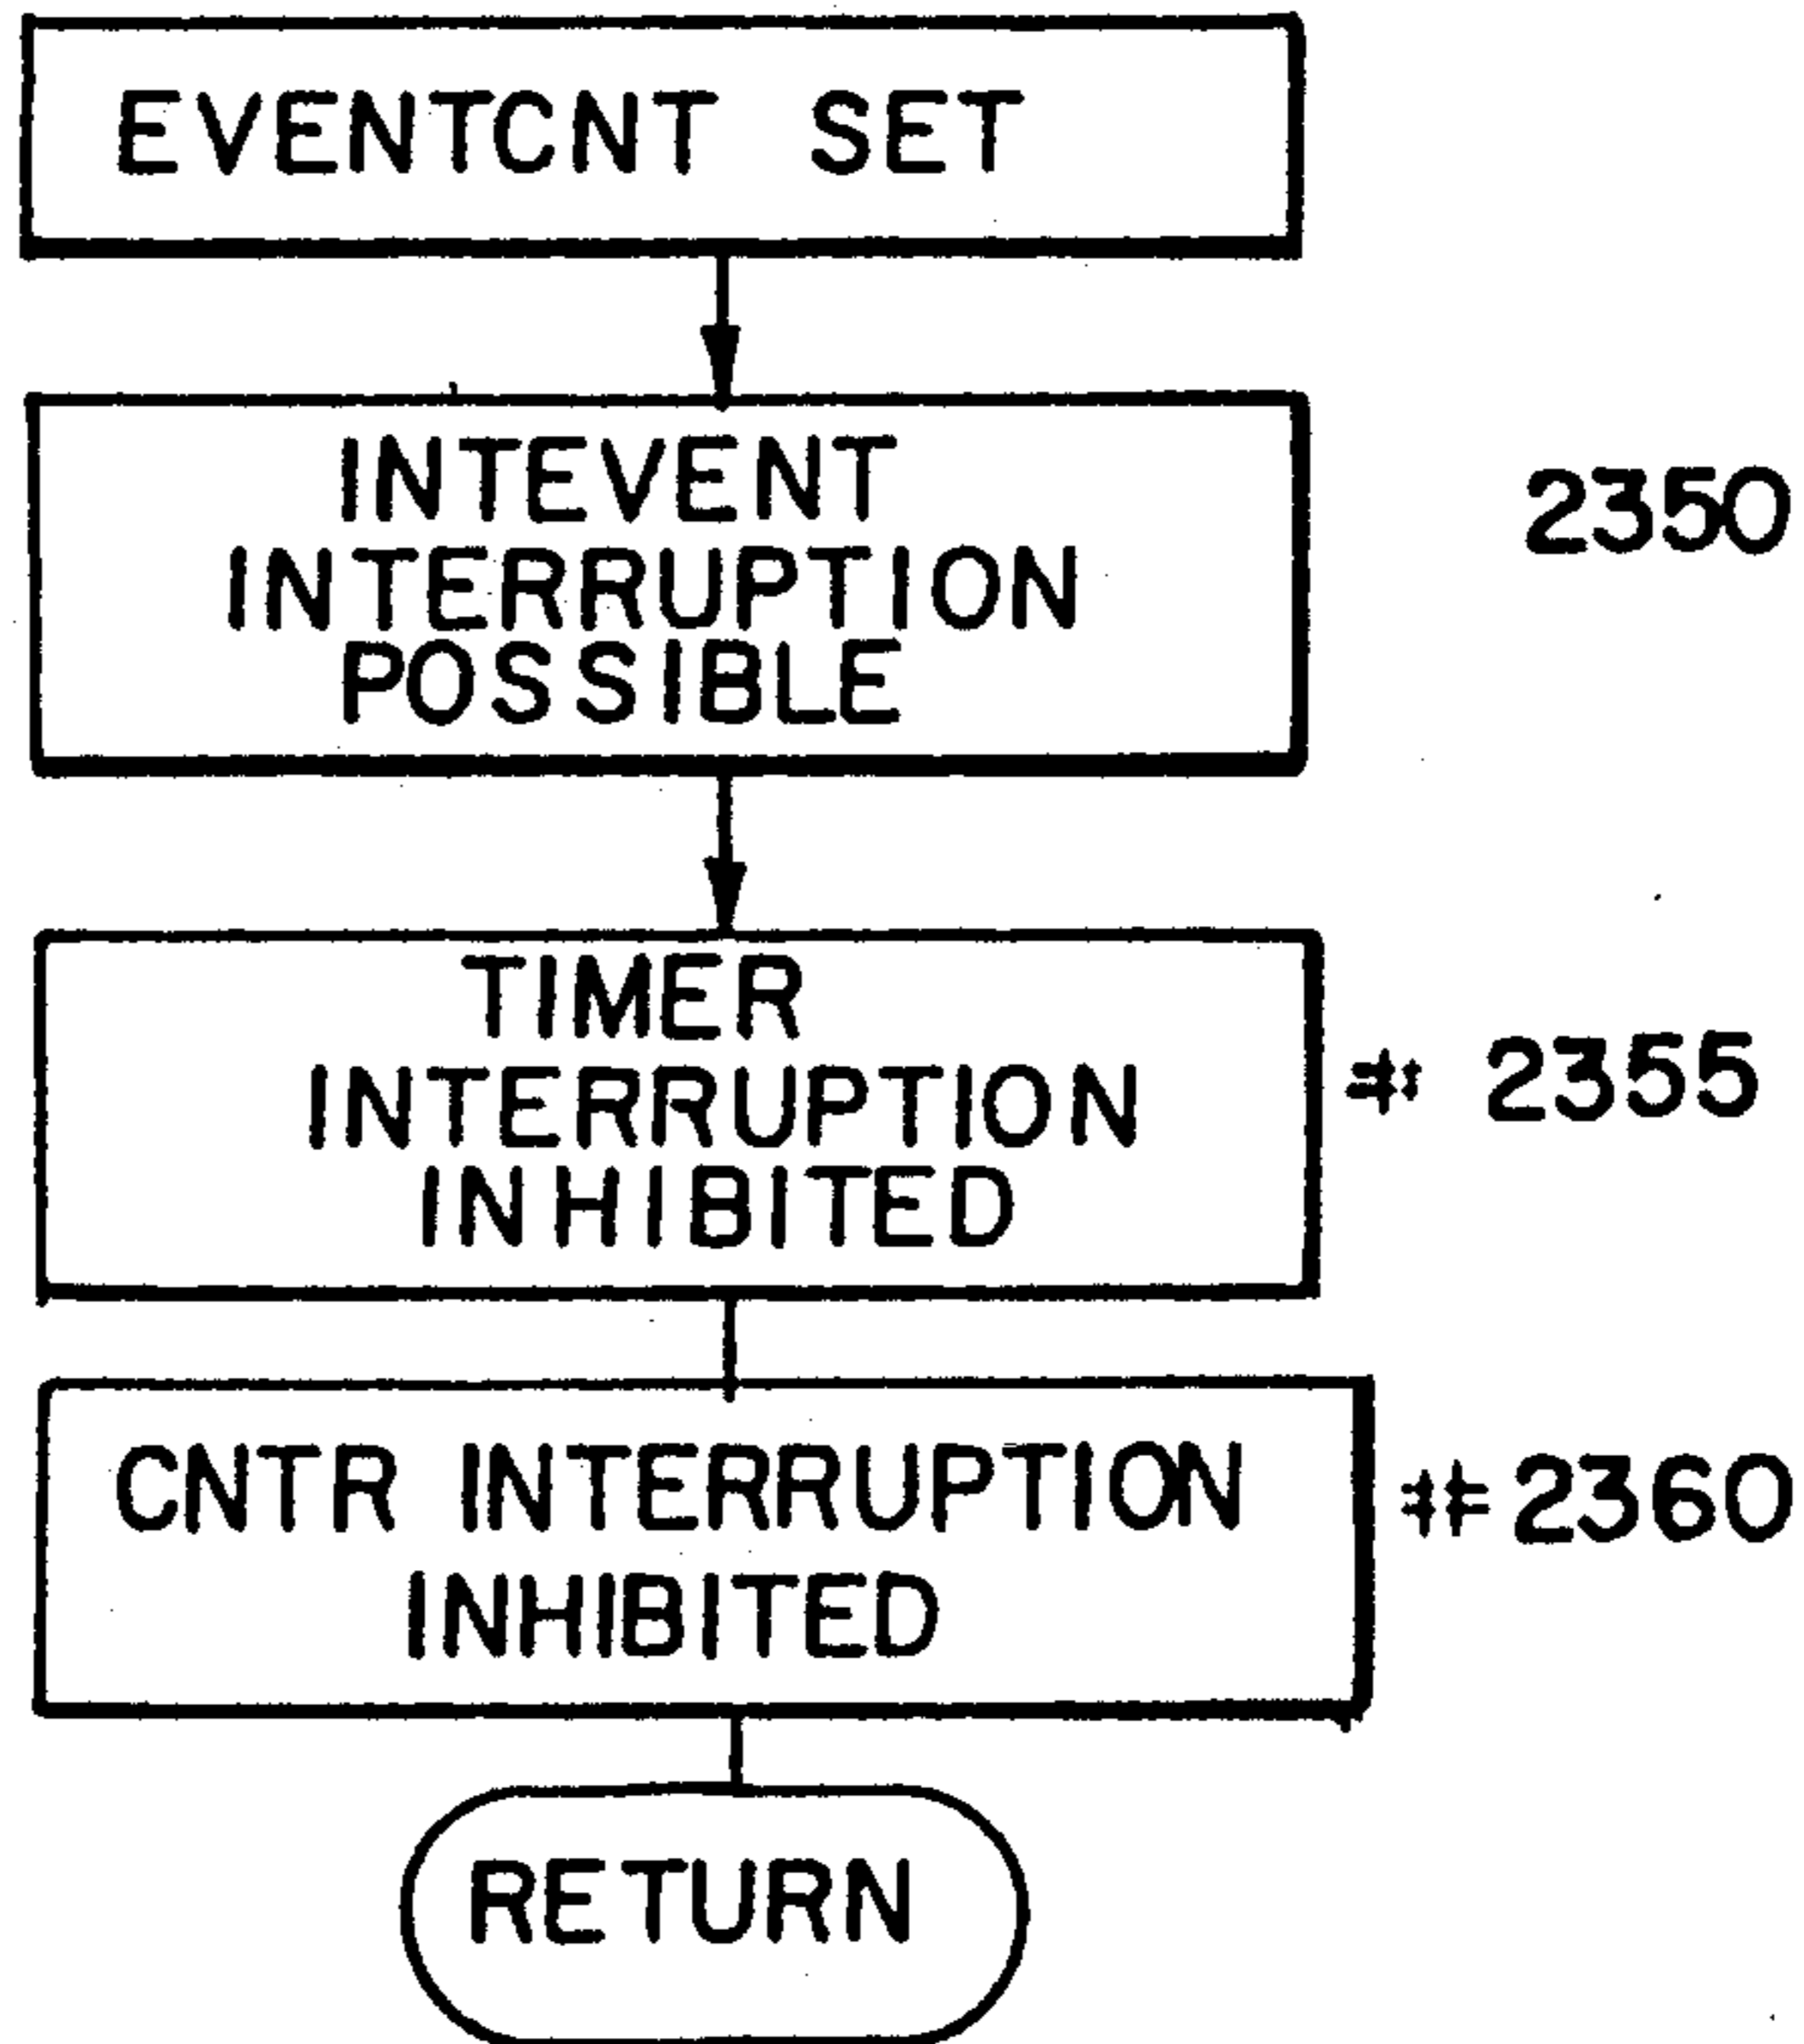 EVENTCNT SET
INTEVENT
INTERRUPTION
POSSIBLE
2350
TIMER
INTERRUPTION
INHIBITED
# 2355
CNTR INTERRUPTION
INHIBITED
#2360
RETURN